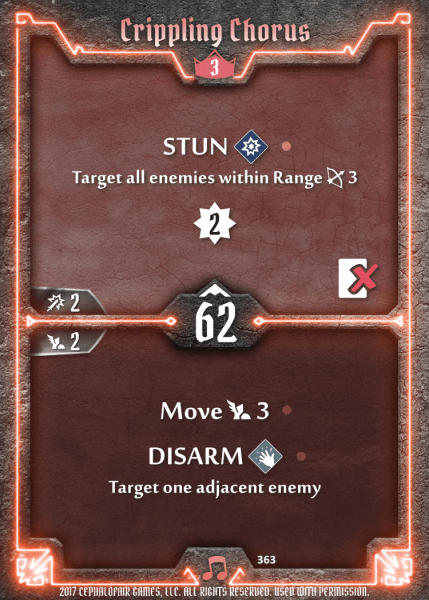 Crippling Chorus
3
STUN
Target all enemies within Range 3
2
2
62
2
Move 3
DISARM
Target one adjacent enemy
363
2017 CEPHALOFAIR GAMES, LLC. ALL RIGHTS RESERVED. USED WITH PERMISSION.